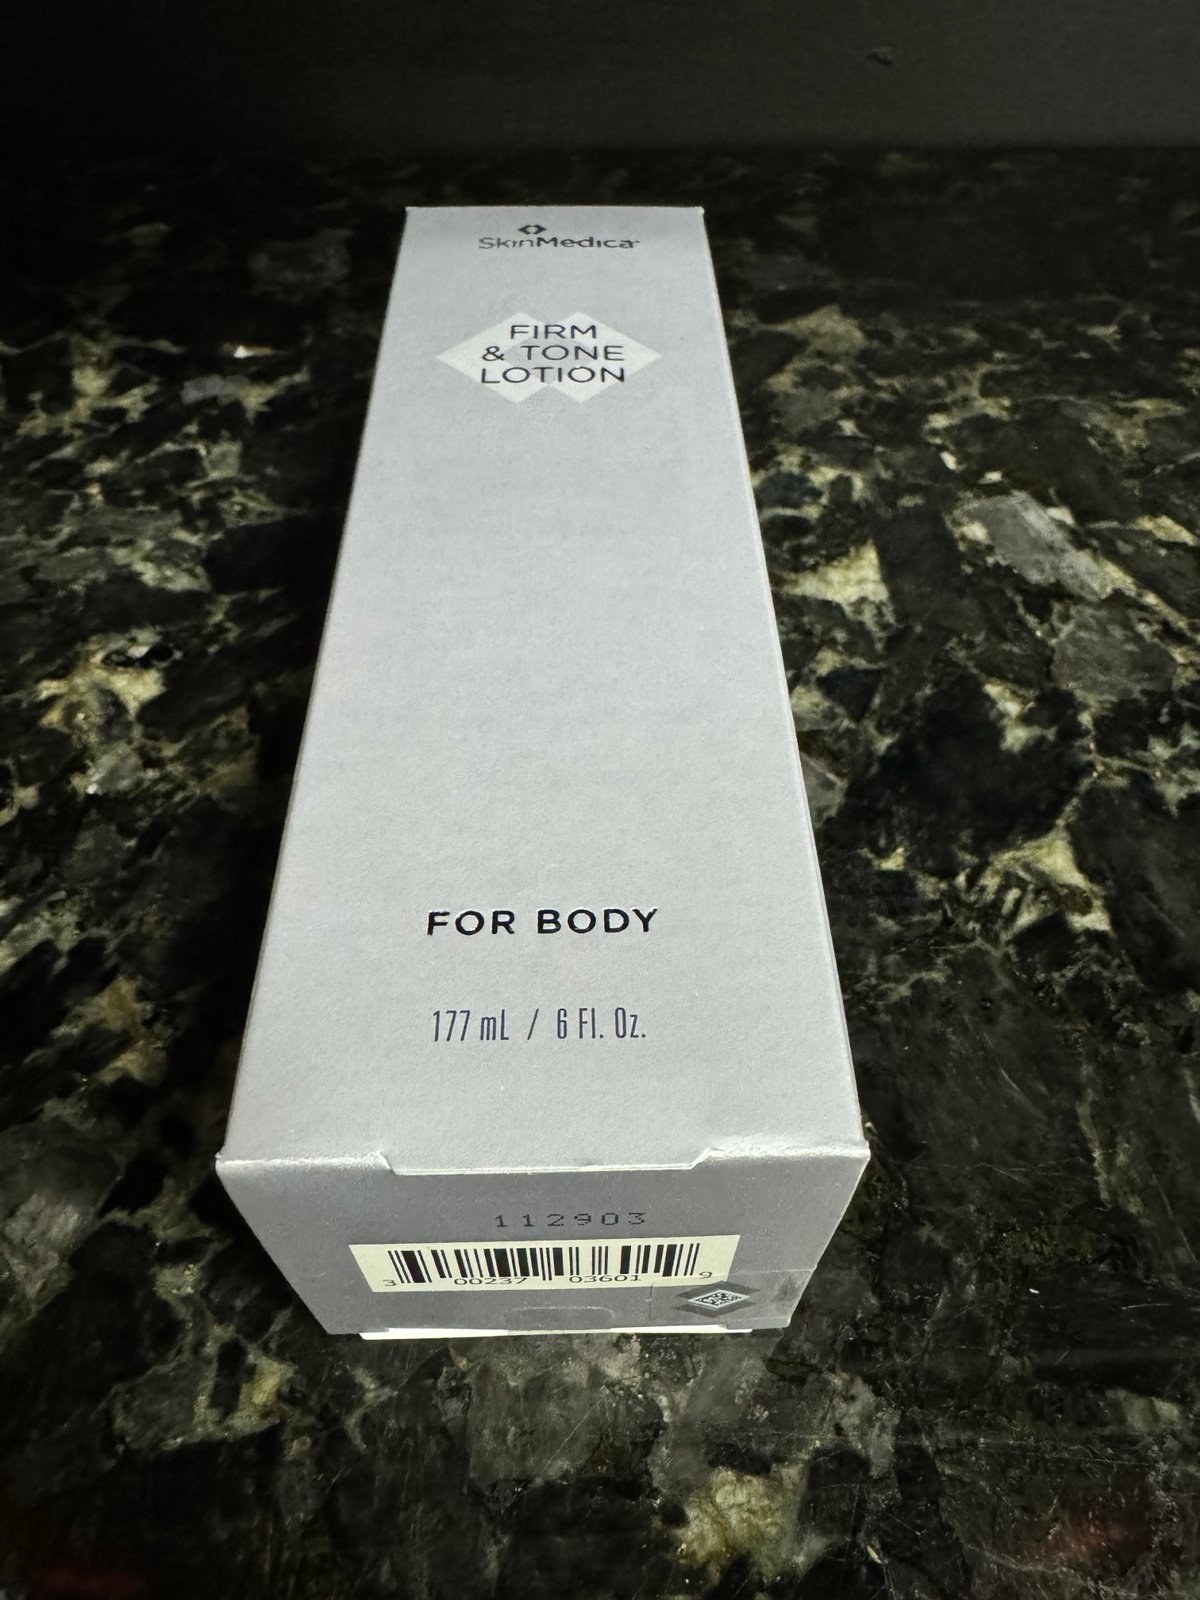 SkinMedica
FIRM
& TONE
LOTION
FOR BODY
177 mL / 6 Fl. Oz.
112903
3 00237 03601 9